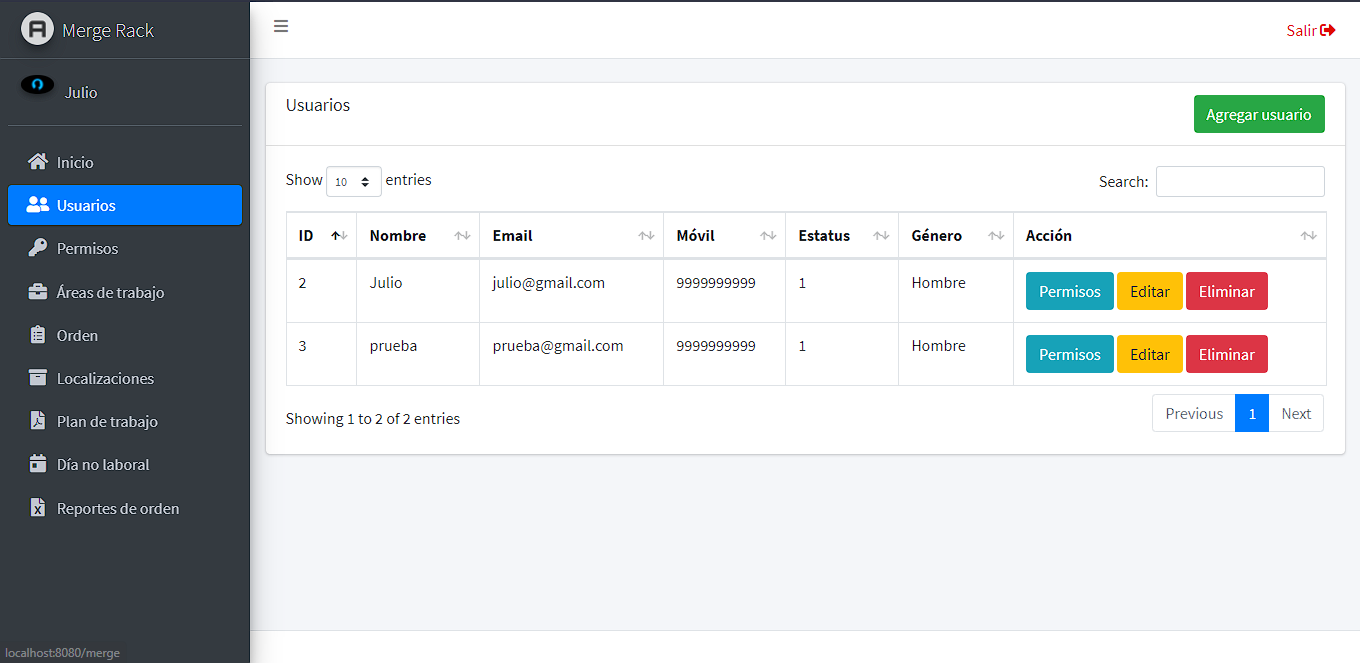 Merge Rack
Salir
Julio
Usuarios
Agregar usuario
Inicio
Usuarios
Permisos
Áreas de trabajo
Orden
Localizaciones
Plan de trabajo
Día no laboral
Reportes de orden
Show 10 entries
Search:
ID Nombre Email Móvil Estatus Género Acción
2 Julio julio@gmail.com 9999999999 1 Hombre Permisos Editar Eliminar
3 prueba prueba@gmail.com 9999999999 1 Hombre Permisos Editar Eliminar
Showing 1 to 2 of 2 entries
Previous 1 Next
localhost:8080/merge